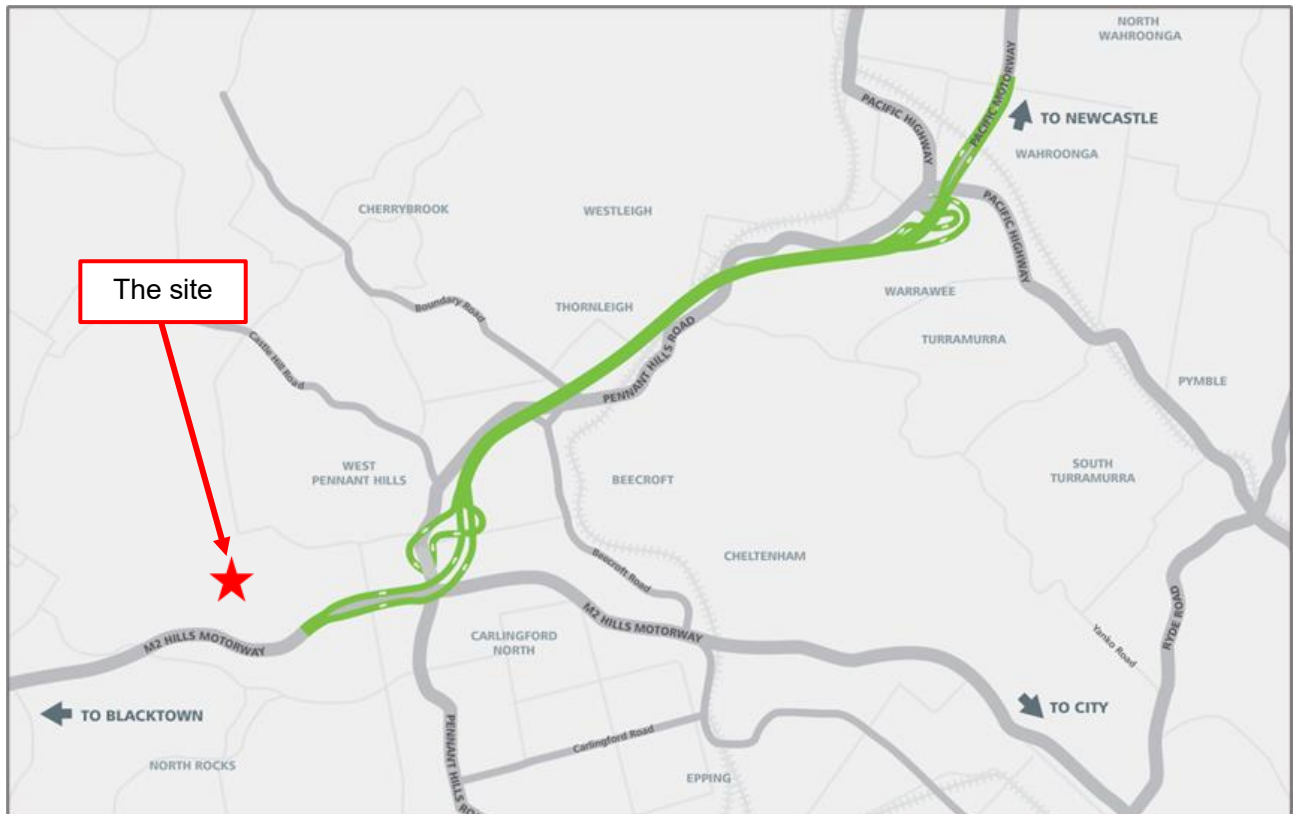 NORTH
WAHROONGA
PACIFIC HIGHWAY
PACIFIC MOTORWAY
TO NEWCASTLE
WAHROONGA
PACIFIC HIGHWAY
CHERRYBROOK
WESTLEIGH
The site
Boundary Road
THORNLEIGH
WARRAWEE
TURRAMURRA
Castle Hill Road
PENNANT HILLS ROAD
PYMBLE
WEST
PENNANT HILLS
BEECROFT
SOUTH
TURRAMURRA
CHELTENHAM
Beecroft Road
M2 HILLS MOTORWAY
M2 HILLS MOTORWAY
CARLINGFORD
NORTH
Yanko Road
RYDE ROAD
TO BLACKTOWN
TO CITY
PENNANT HILLS RO
Carlingford Road
NORTH ROCKS
EPPING